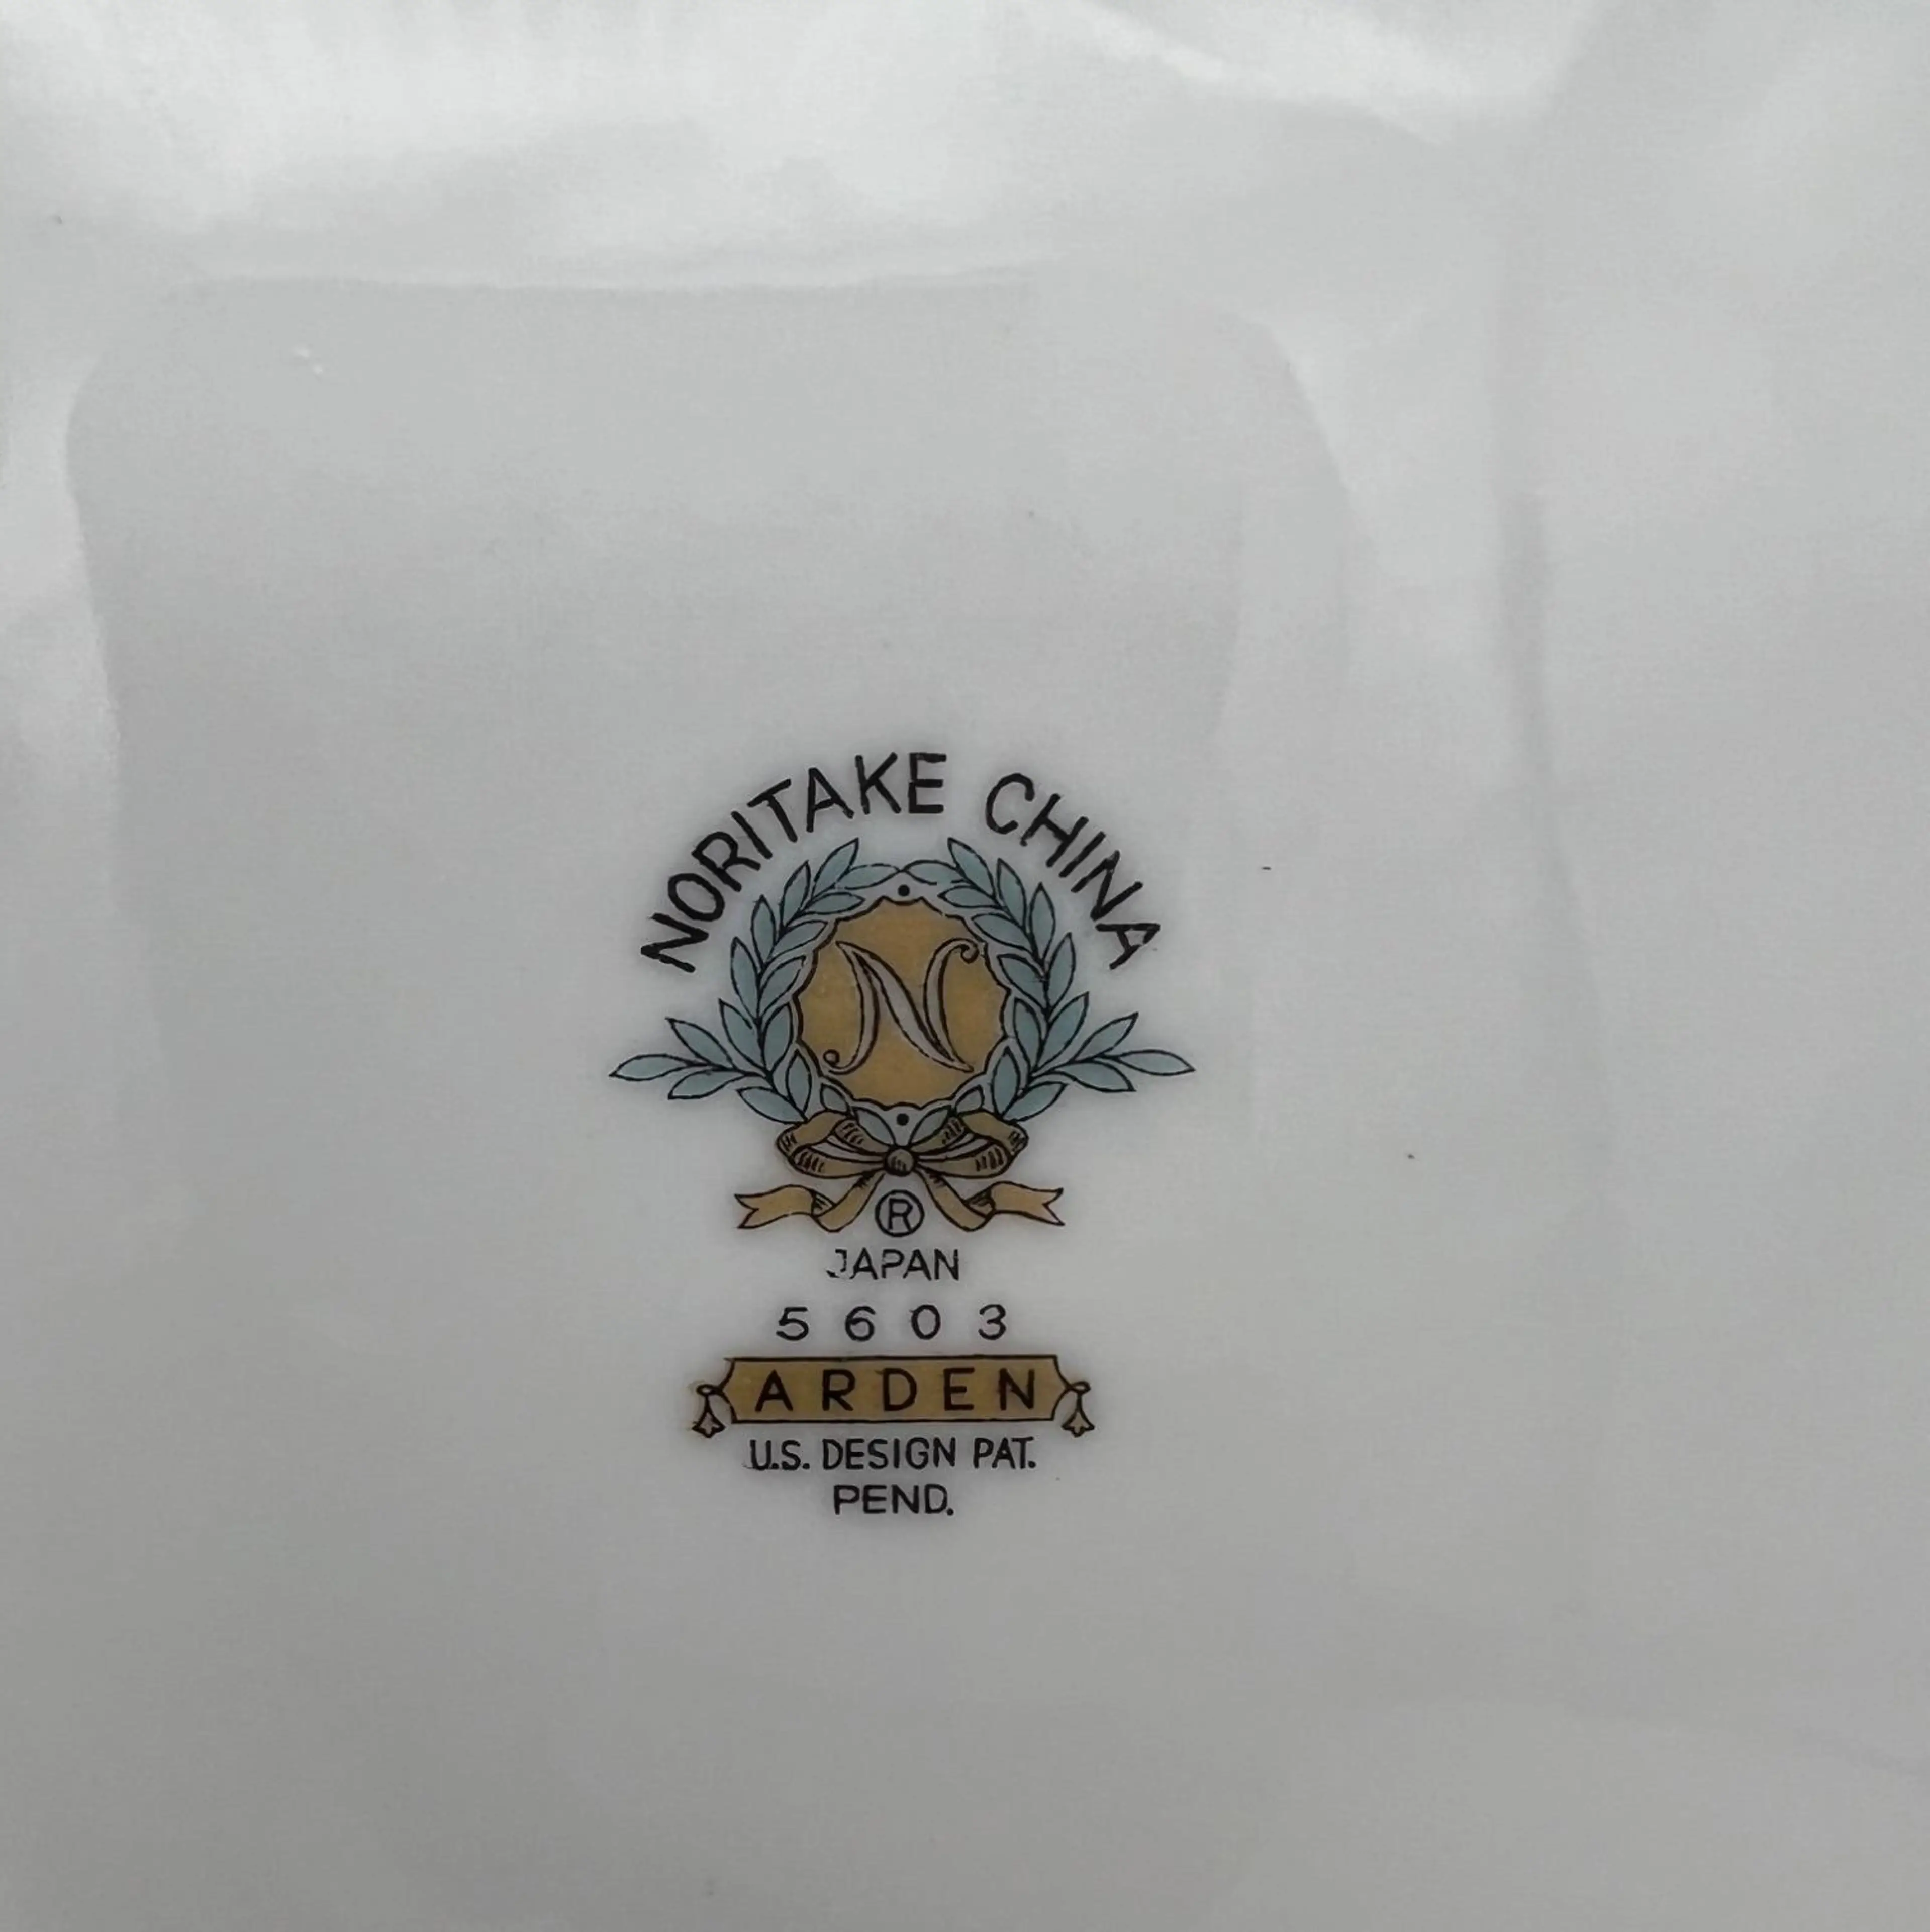 NORITAKE CHINA
N
®
JAPAN
5603
ARDEN
U.S. DESIGN PAT.
PEND.